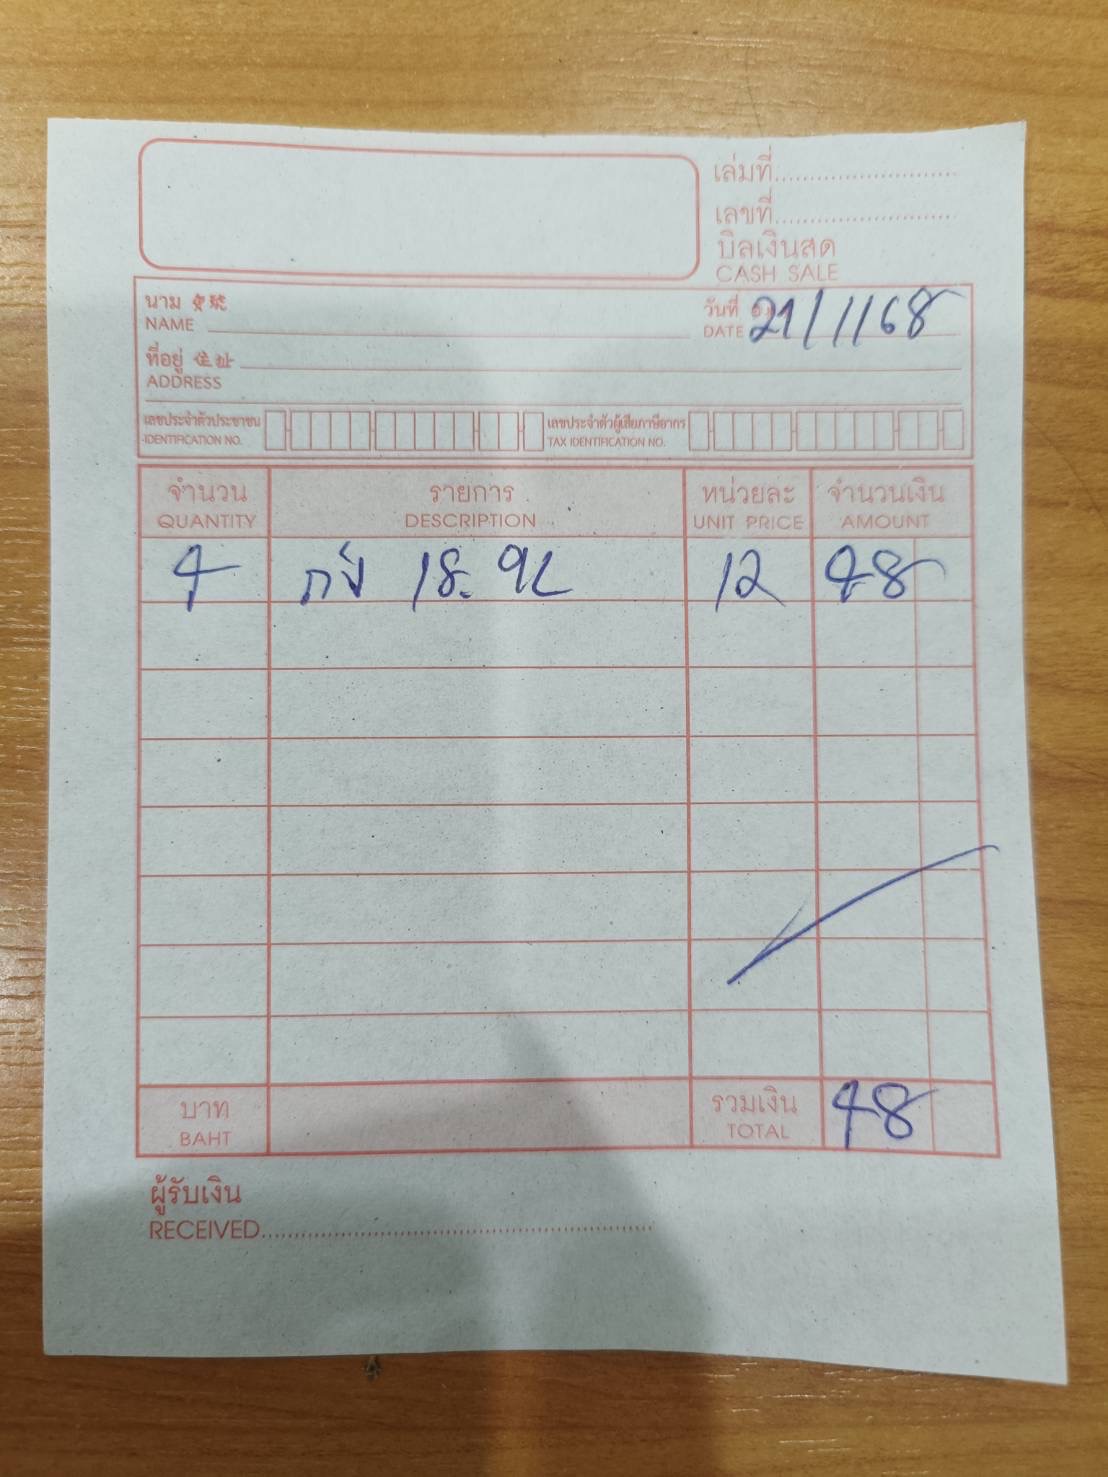 เล่มที่
เลขที่
บิลเงินสด
CASH SALE
นาม 寶號
NAME
วันที่
DATE 21/1/68
ที่อยู่ 住址
ADDRESS
เลขประจำตัวประชาชน เลขประจำตัวผู้เสียภาษีอากร
IDENTIFICATION NO. TAX IDENTIFICATION NO.
จำนวน รายการ หน่วยละ จำนวนเงิน
QUANTITY DESCRIPTION UNIT PRICE AMOUNT
4 18. 12 48
บาท รวมเงิน
BAHT TOTAL 48
ผู้รับเงิน
RECEIVED